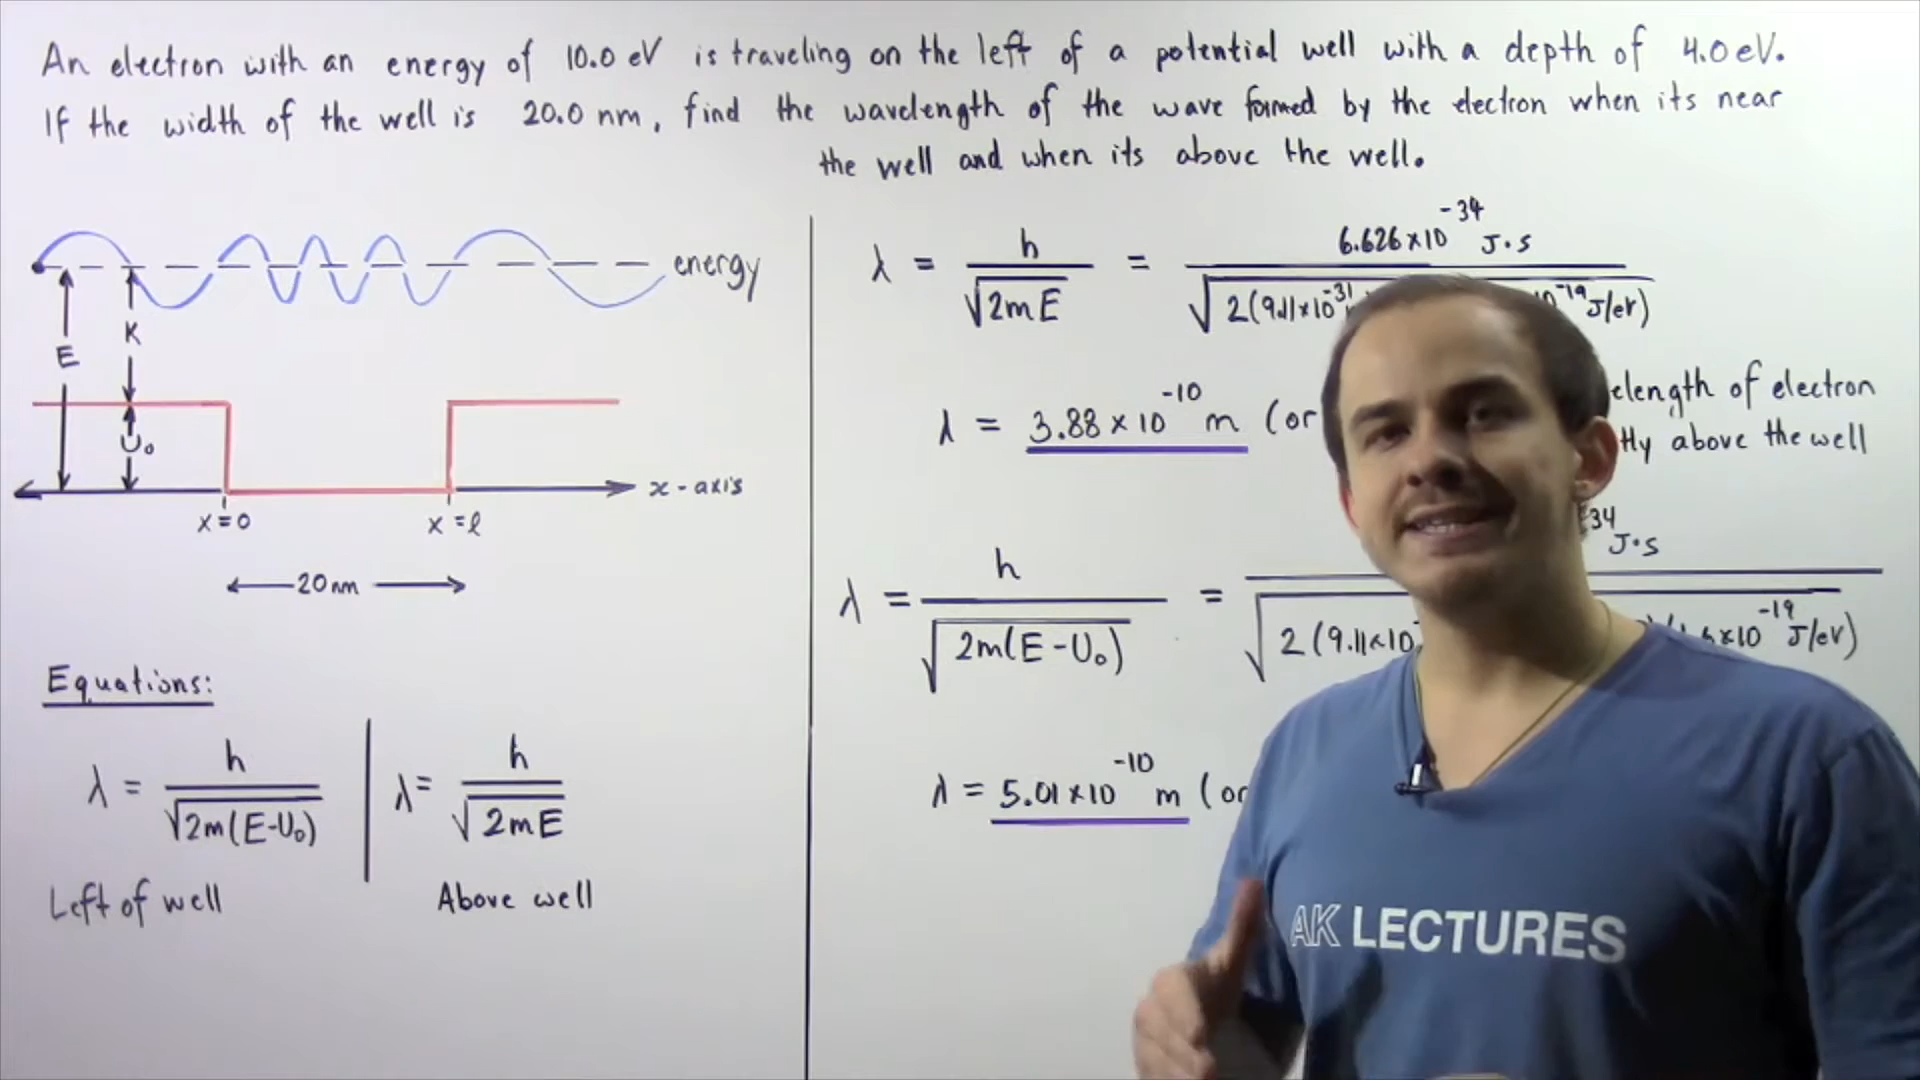 An electron with an energy of 10.0 eV is traveling on the left of a potential well with a depth of 4.0 eV.
If the width of the well is 20.0 nm, find the wavelength of the wave formed by the electron when its near
the well and when its above the well.
energy
K
E
U₀
x-axis
x=0
x=l
20nm
Equations:
λ = h / √2m(E-U₀)
λ = h / √2mE
Left of well
Above well
λ = h / √2mE = 6.626×10⁻³⁴ J·s
√2(9.11×10⁻³¹ ⁻¹⁹ J/eV)
λ = 3.88×10⁻¹⁰ m (or
of electron
above the well
λ = h / √2m(E-U₀) = ³⁴ J·s
√2(9.11×10 ×10⁻¹⁹ J/eV)
λ = 5.01×10⁻¹⁰ m (or
AK LECTURES